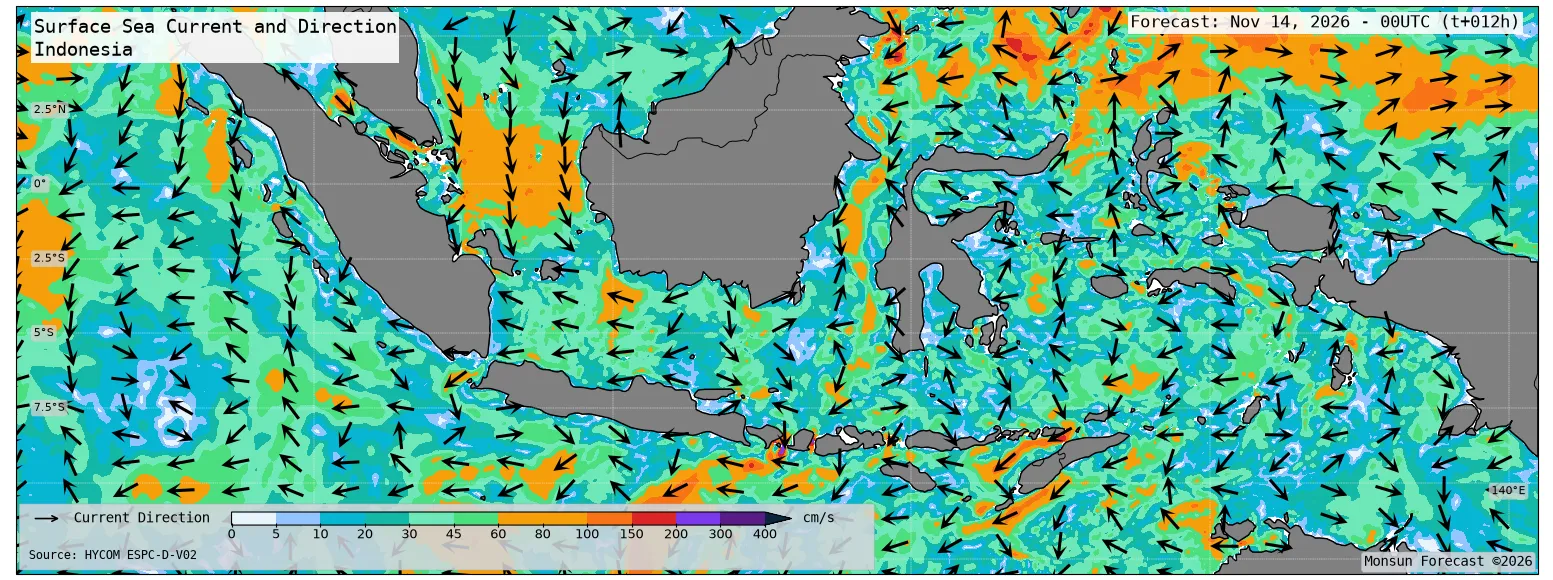 Surface Sea Current and Direction
Indonesia
Forecast: Nov 14, 2026 - 00UTC (t+012h)
2.5°N
0°
2.5°S
5°S
7.5°S
140°E
Current Direction
0 5 10 20 30 45 60 80 100 150 200 300 400 cm/s
Source: HYCOM ESPC-D-V02
Monsun Forecast ©2026